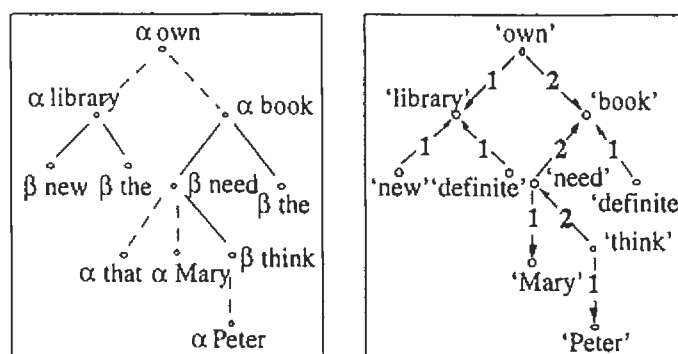 α own
α library
α book
β new β the
β need
β the
α that α Mary
β think
α Peter
'own'
1
2
'library'
'book'
1
1
2
1
'new' 'definite'
'need'
'definite
1
2
'think'
'Mary'
1
'Peter'